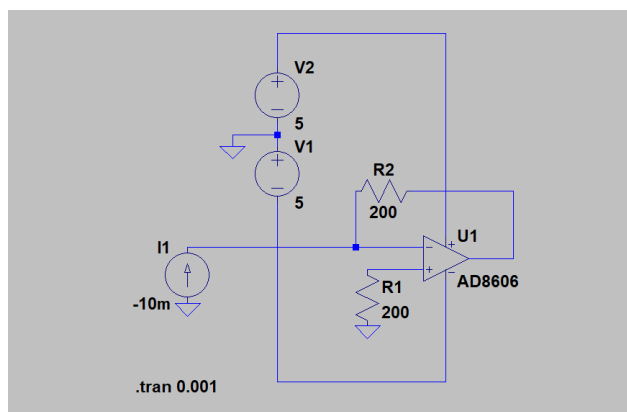 V2
+
−
5
V1
+
−
5
R2
200
I1
-10m
−
+
U1
+
−
AD8606
R1
200
.tran 0.001